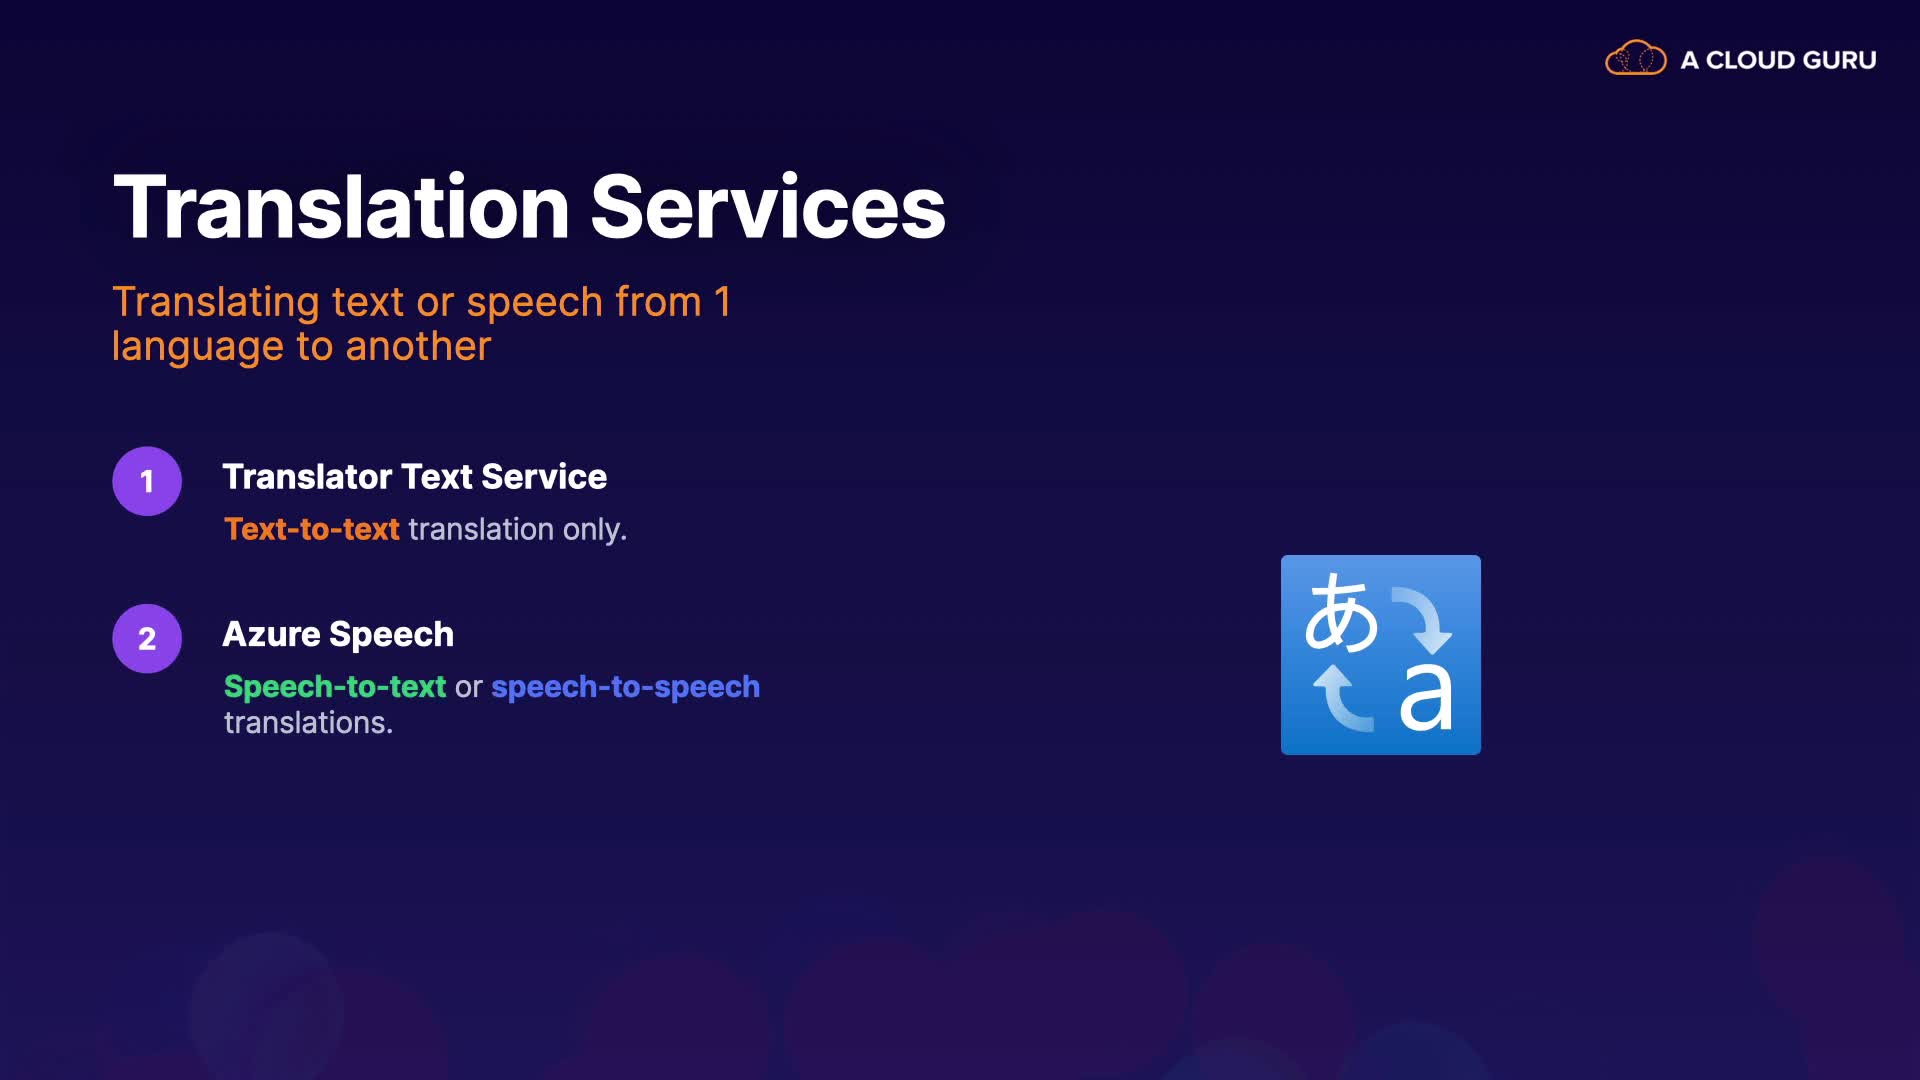 A CLOUD GURU
Translation Services
Translating text or speech from 1
language to another
1
Translator Text Service
Text-to-text translation only.
2
Azure Speech
Speech-to-text or speech-to-speech
translations.
あ
a